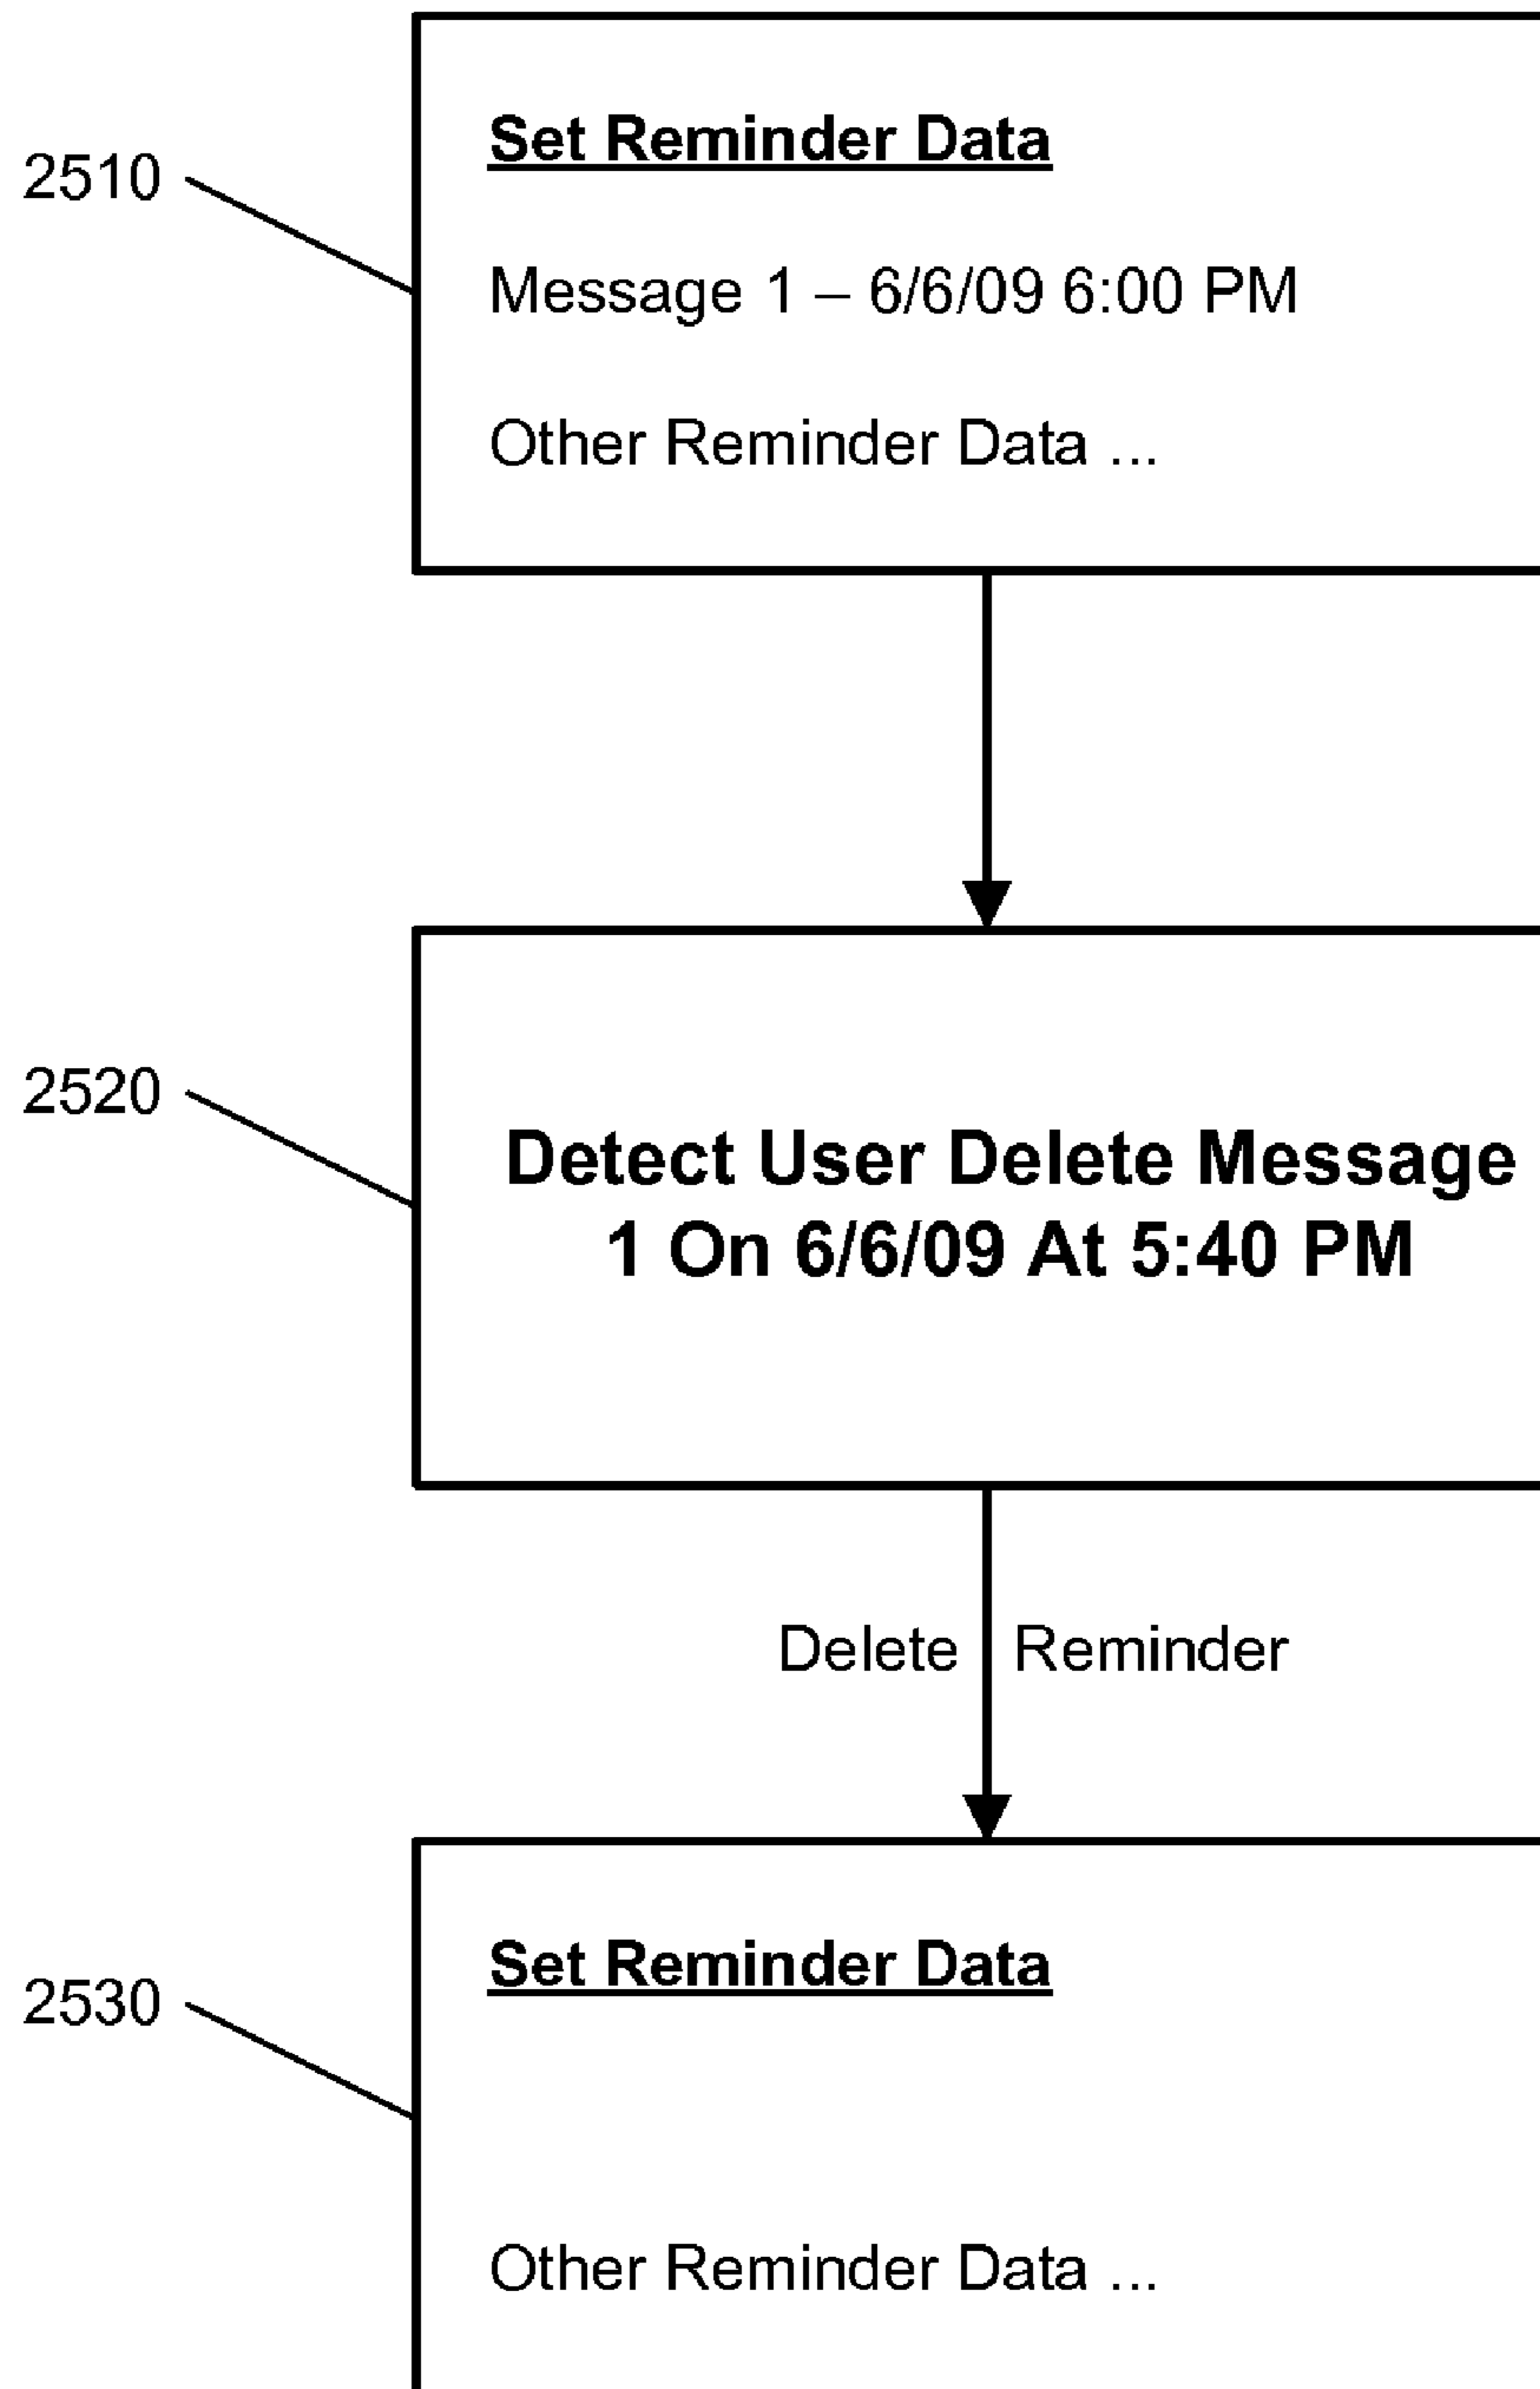 2510
Set Reminder Data
Message 1 – 6/6/09 6:00 PM
Other Reminder Data ...
2520
Detect User Delete Message
1 On 6/6/09 At 5:40 PM
Delete Reminder
2530
Set Reminder Data
Other Reminder Data ...